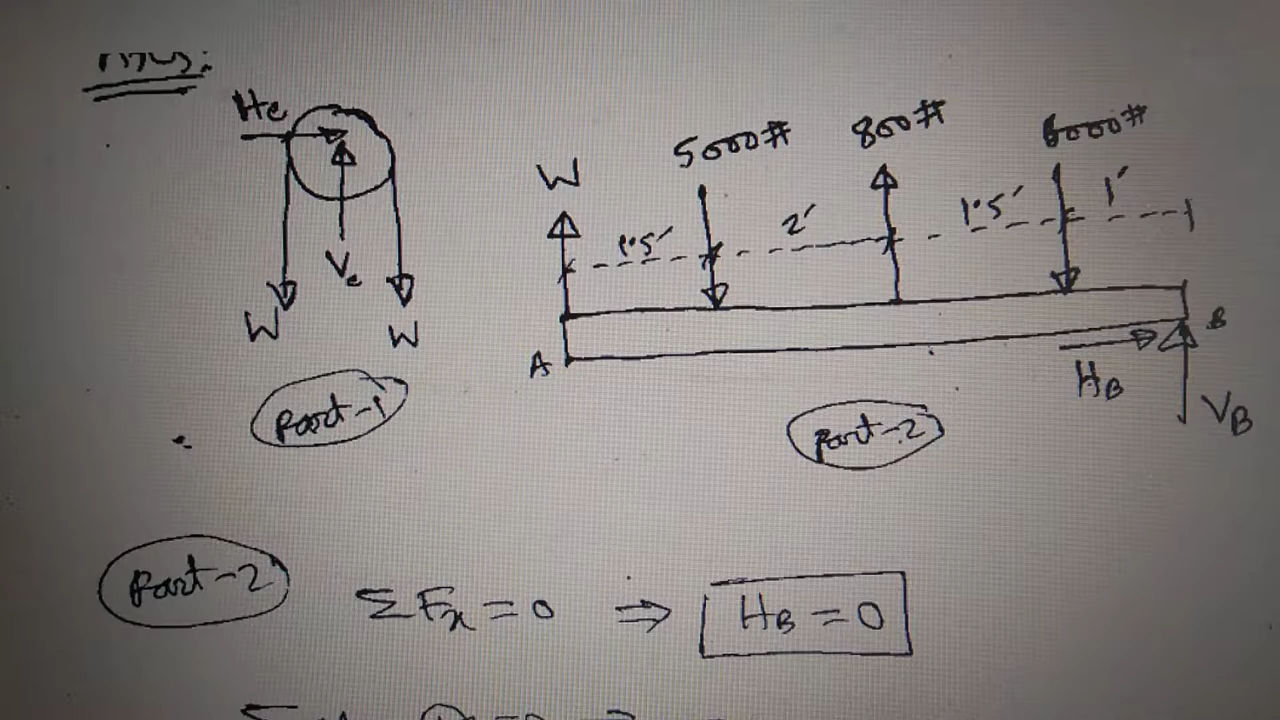 Hc
5000#
800#
6000#
W
1.5'
2'
1.5'
1'
Vc
W
W
A
B
HB
VB
Part-1
Part-2
Part-2
ΣFx = 0 ⇒ HB = 0